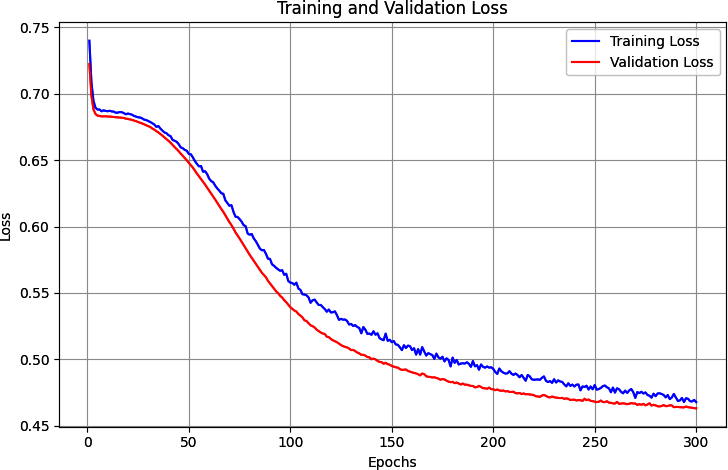 Training and Validation Loss
Training Loss
Validation Loss
0.75
0.70
0.65
0.60
0.55
0.50
0.45
Loss
0
50
100
150
200
250
300
Epochs